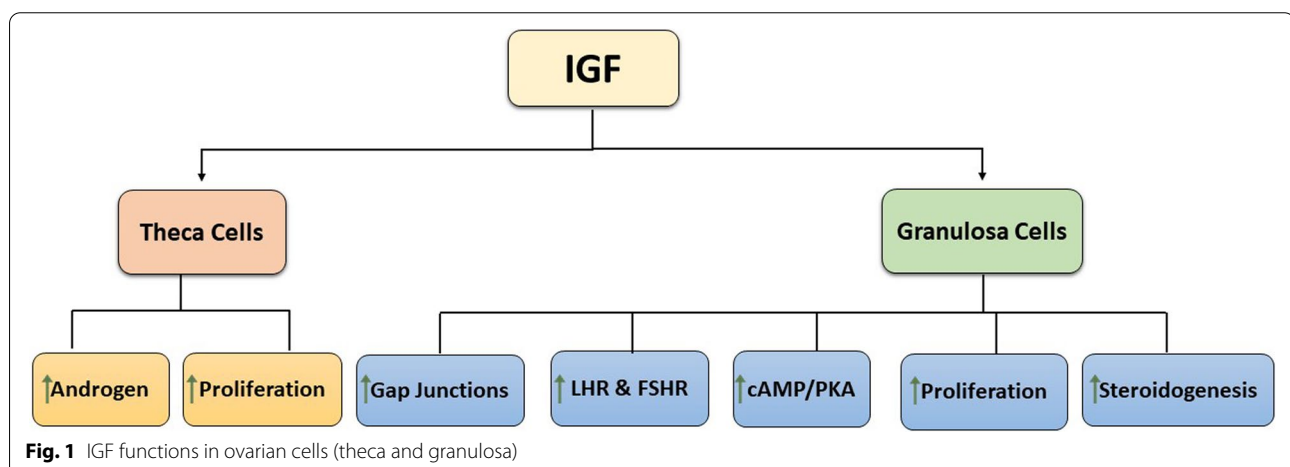 IGF
Theca Cells
Granulosa Cells
↑Androgen
↑Proliferation
↑Gap Junctions
↑LHR & FSHR
↑cAMP/PKA
↑Proliferation
↑Steroidogenesis
Fig. 1 IGF functions in ovarian cells (theca and granulosa)